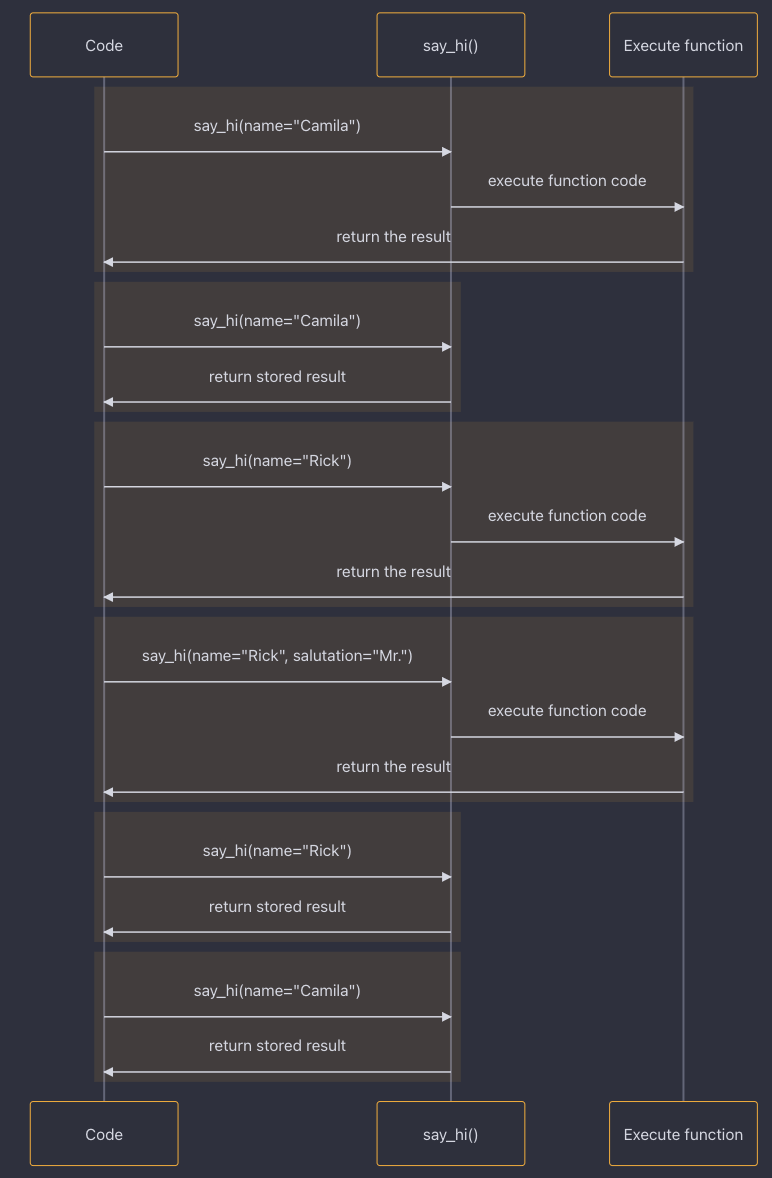 Code
say_hi()
Execute function
say_hi(name="Camila")
execute function code
return the result
say_hi(name="Camila")
return stored result
say_hi(name="Rick")
execute function code
return the result
say_hi(name="Rick", salutation="Mr.")
execute function code
return the result
say_hi(name="Rick")
return stored result
say_hi(name="Camila")
return stored result
Code
say_hi()
Execute function